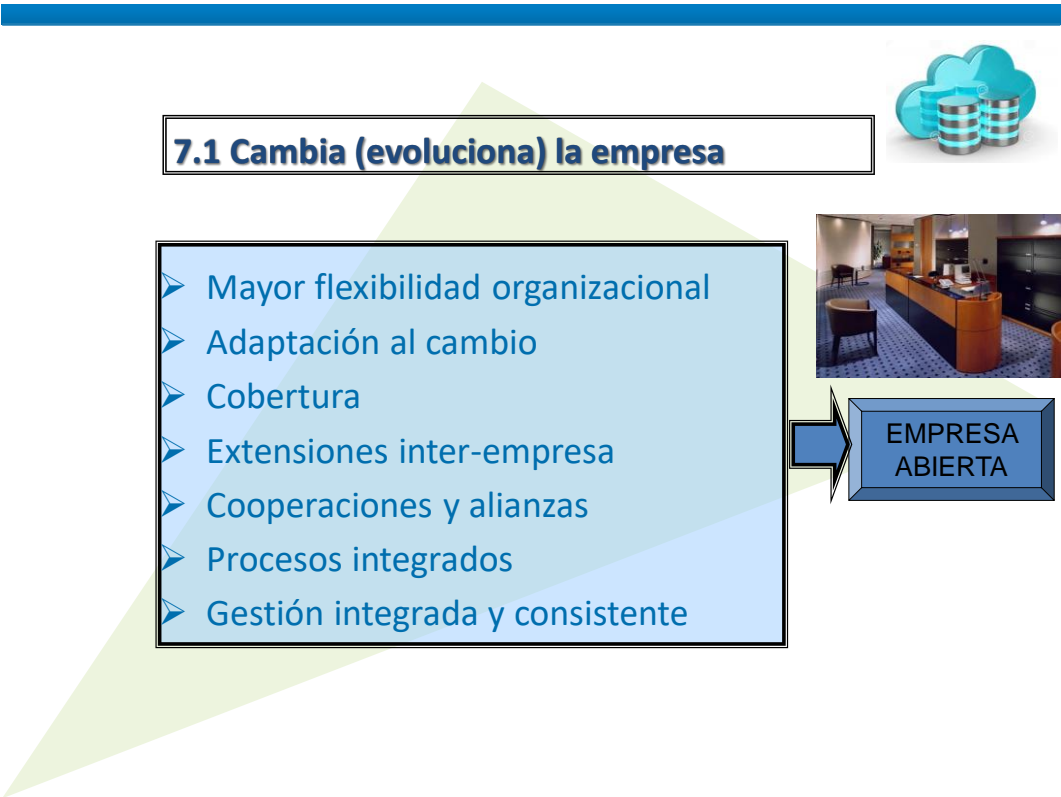 7.1 Cambia (evoluciona) la empresa
Mayor flexibilidad organizacional
Adaptación al cambio
Cobertura
Extensiones inter-empresa
Cooperaciones y alianzas
Procesos integrados
Gestión integrada y consistente
EMPRESA
ABIERTA